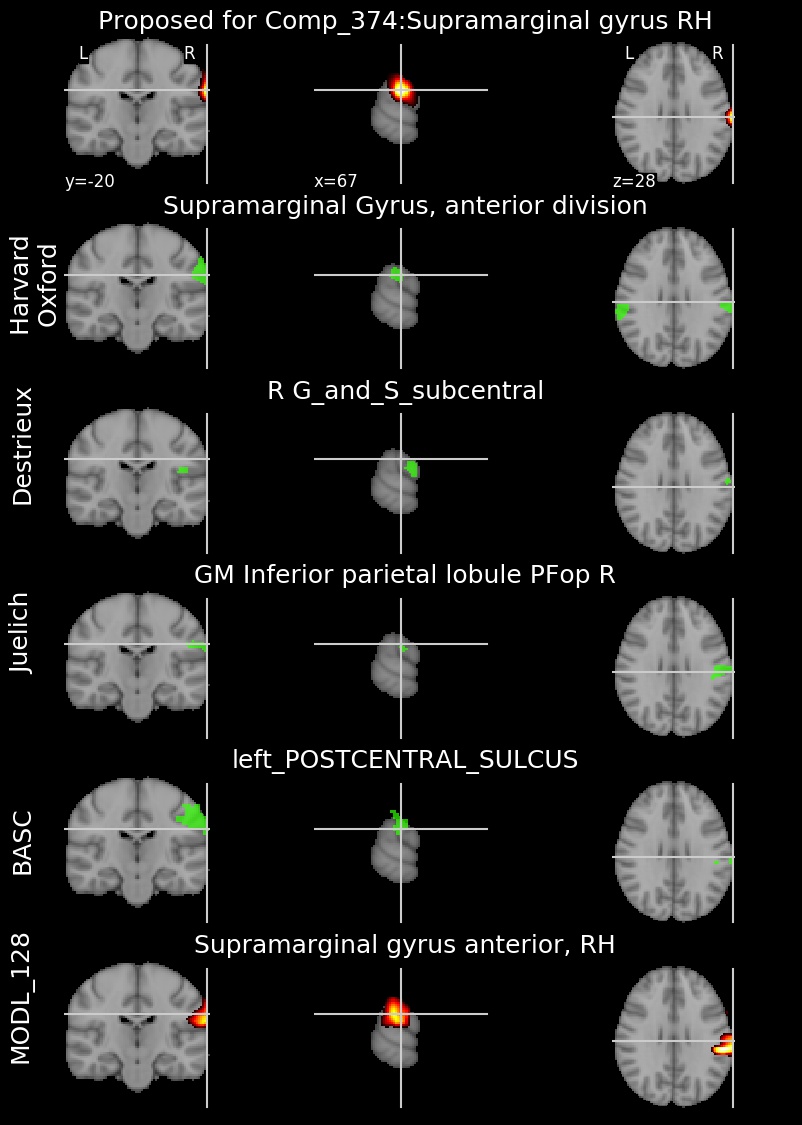 Proposed for Comp_374:Supramarginal gyrus RH
L R L R
y=-20 x=67 z=28
Supramarginal Gyrus, anterior division
Harvard
Oxford
R G_and_S_subcentral
Destrieux
GM Inferior parietal lobule PFop R
Juelich
left_POSTCENTRAL_SULCUS
BASC
Supramarginal gyrus anterior, RH
MODL_128